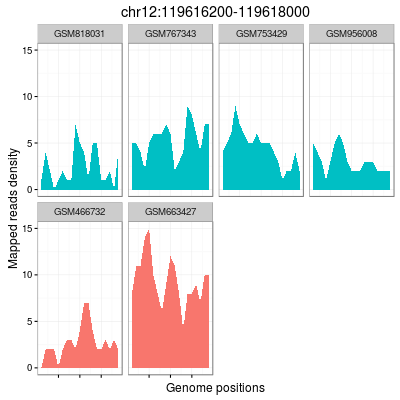 chr12:119616200-119618000
GSM818031 GSM767343 GSM753429 GSM956008
15
10
5
0
Mapped reads density
GSM466732 GSM663427
15
10
5
0
Genome positions